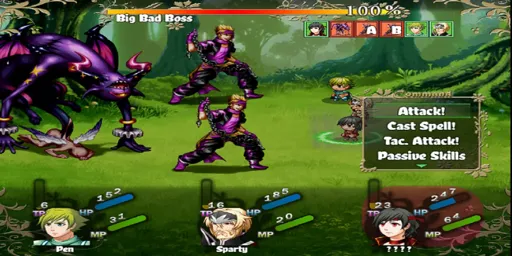 Big Bad Boss
100%
A B
Command
Attack!
Cast Spell!
Tac. Attack!
Passive Skills
6 TP HP 152
MP 31
Pen
16 TP HP 185
MP 20
Sparty
23 TP HP 247
MP 64
????